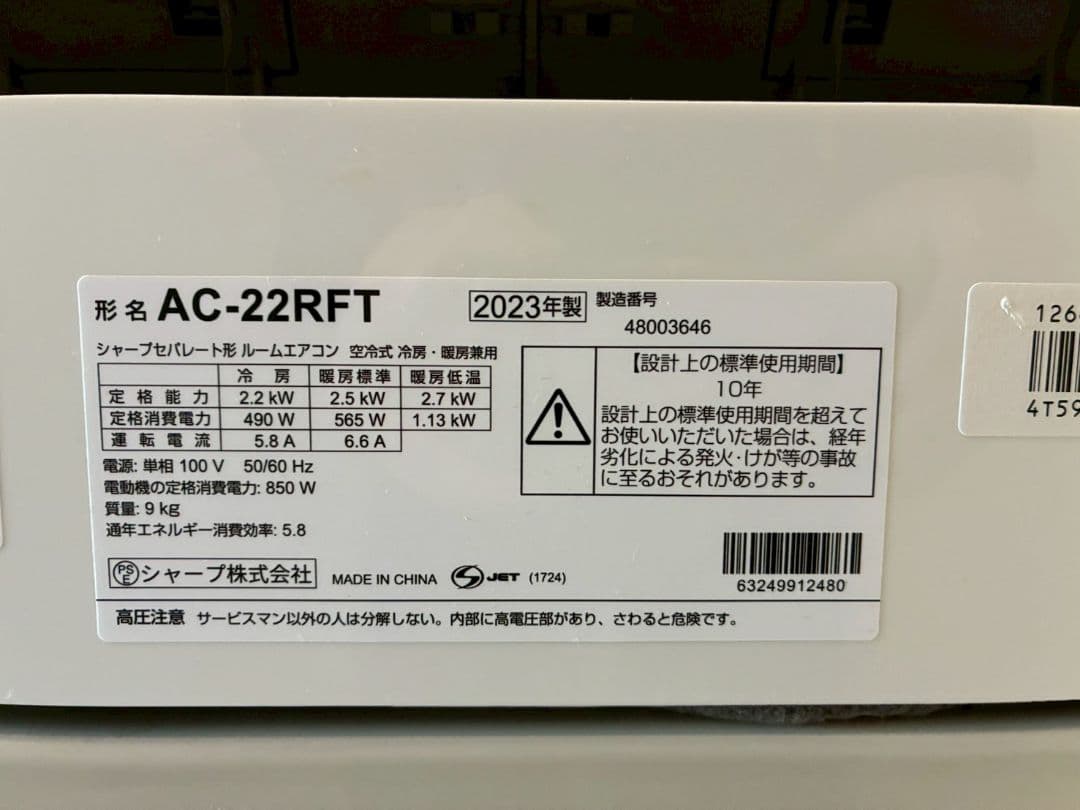 形名 AC-22RFT 2023年製 製造番号
48003646
シャープセパレート形 ルームエアコン 空冷式 冷房・暖房兼用
冷房 暖房標準 暖房低温
定格能力 2.2 kW 2.5 kW 2.7 kW
定格消費電力 490 W 565 W 1.13 kW
運転電流 5.8 A 6.6 A
電源: 単相 100 V 50/60 Hz
電動機の定格消費電力: 850 W
質量: 9 kg
通年エネルギー消費効率: 5.8
【設計上の標準使用期間】
10年
設計上の標準使用期間を超えて
お使いいただいた場合は、経年
劣化による発火・けが等の事故
に至るおそれがあります。
PSE シャープ株式会社 MADE IN CHINA S JET (1724)
63249912480
高圧注意 サービスマン以外の人は分解しない。内部に高電圧部があり、さわると危険です。
126
4T59